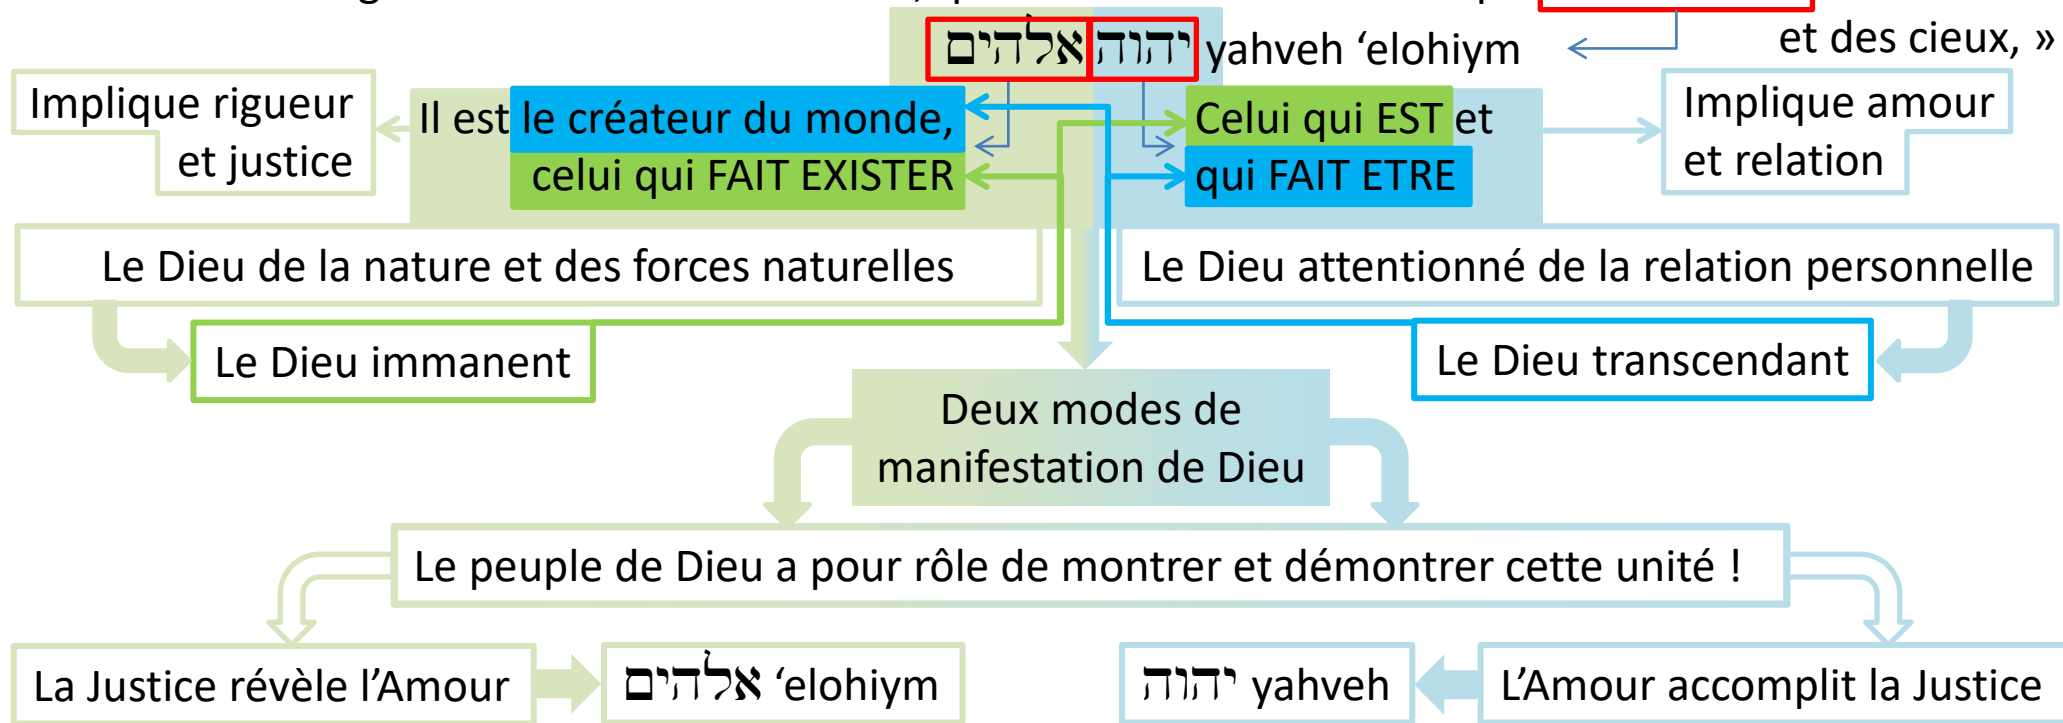 et des cieux, »
יהוה אלהים yahveh ‘elohiym
Implique rigueur
et justice
Il est le créateur du monde,
celui qui FAIT EXISTER
Celui qui EST et
qui FAIT ETRE
Implique amour
et relation
Le Dieu de la nature et des forces naturelles
Le Dieu attentionné de la relation personnelle
Le Dieu immanent
Le Dieu transcendant
Deux modes de
manifestation de Dieu
Le peuple de Dieu a pour rôle de montrer et démontrer cette unité !
La Justice révèle l’Amour
אלהים ‘elohiym
יהוה yahveh
L’Amour accomplit la Justice